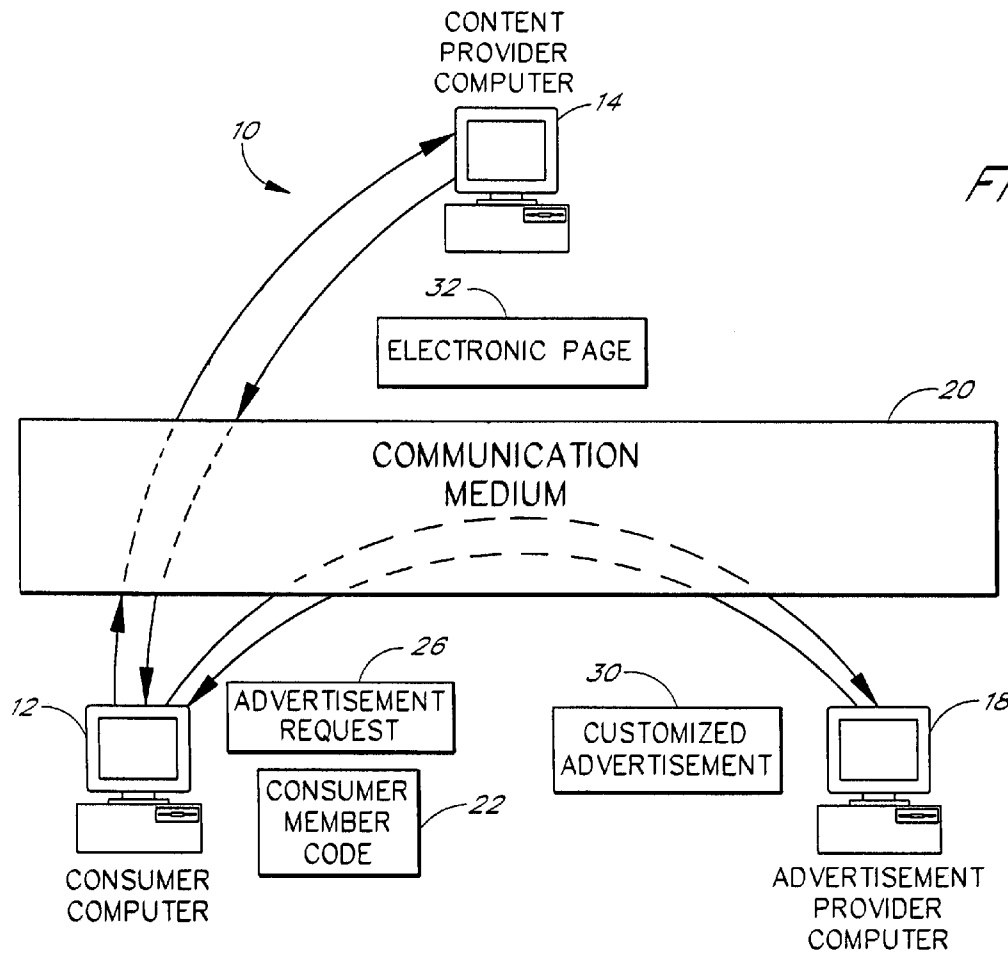 CONTENT
PROVIDER
COMPUTER
14
10
32
ELECTRONIC PAGE
20
COMMUNICATION
MEDIUM
26
ADVERTISEMENT
REQUEST
30
CUSTOMIZED
ADVERTISEMENT
12
18
CONSUMER
MEMBER
CODE
22
CONSUMER
COMPUTER
ADVERTISEMENT
PROVIDER
COMPUTER